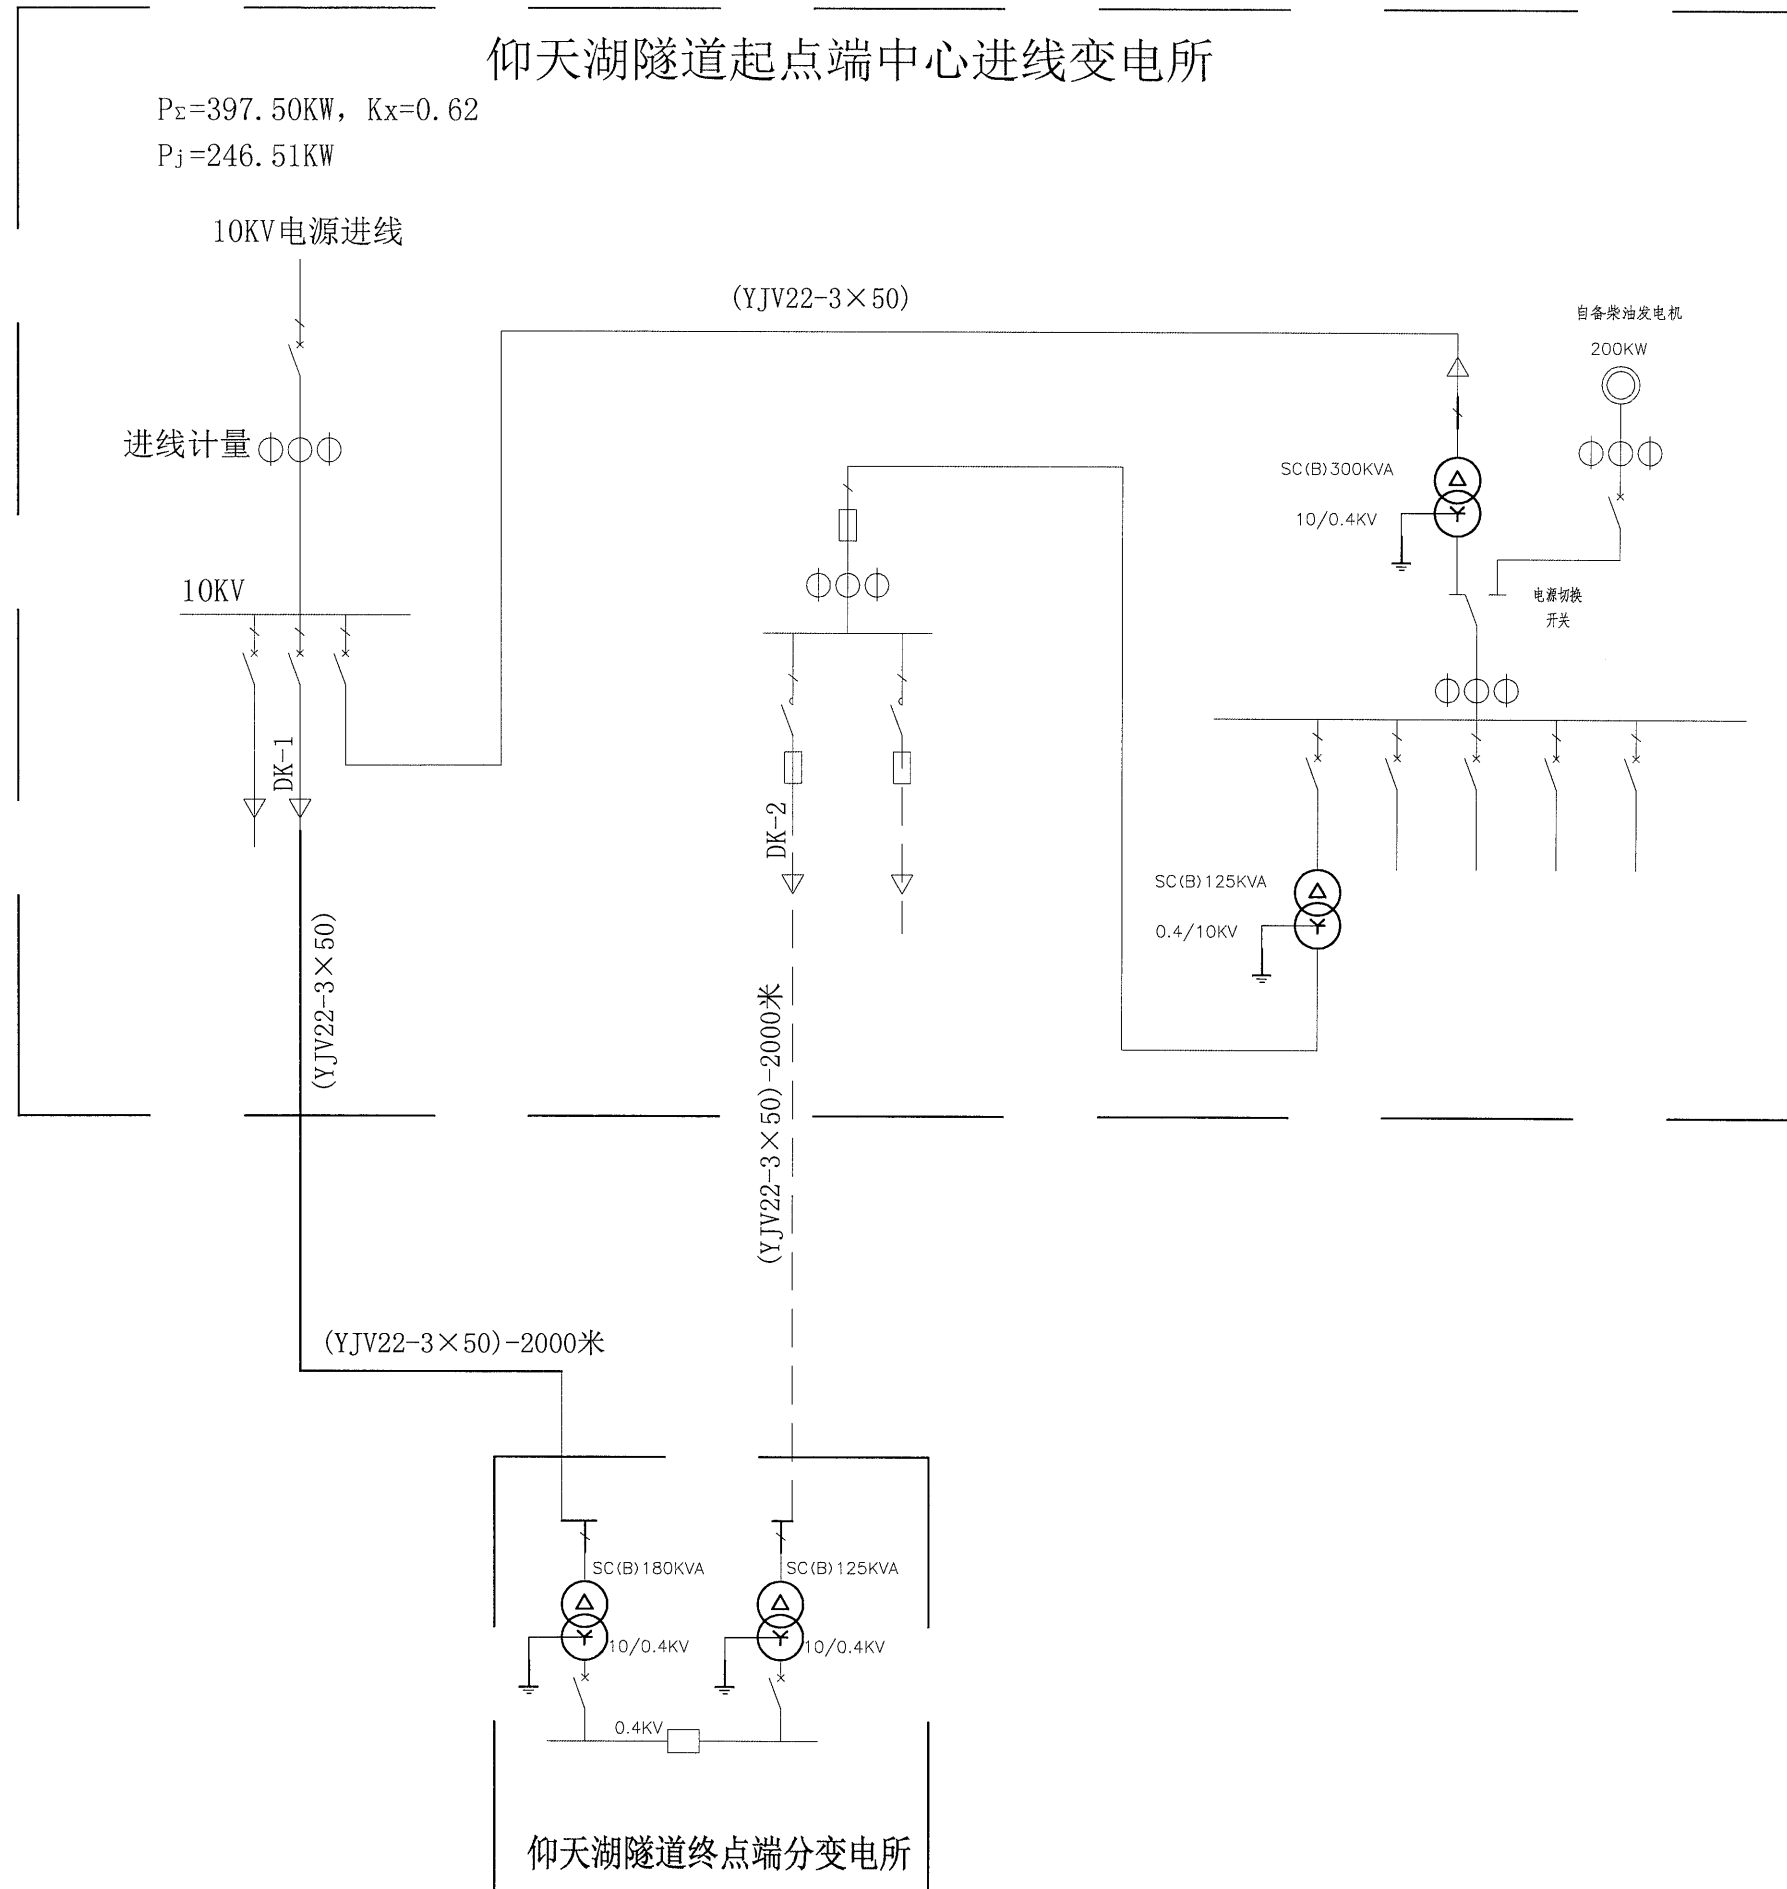 仰天湖隧道起点端中心进线变电所
PΣ=397.50KW, Kx=0.62
Pj=246.51KW
10KV电源进线
(YJV22-3×50)
自备柴油发电机
200KW
进线计量
SC(B)300KVA
10/0.4KV
10KV
电源切换
开关
DK-1
DK-2
SC(B)125KVA
0.4/10KV
(YJV22-3×50)
(YJV22-3×50)-2000米
(YJV22-3×50)-2000米
SC(B)180KVA
SC(B)125KVA
10/0.4KV
10/0.4KV
0.4KV
仰天湖隧道终点端分变电所